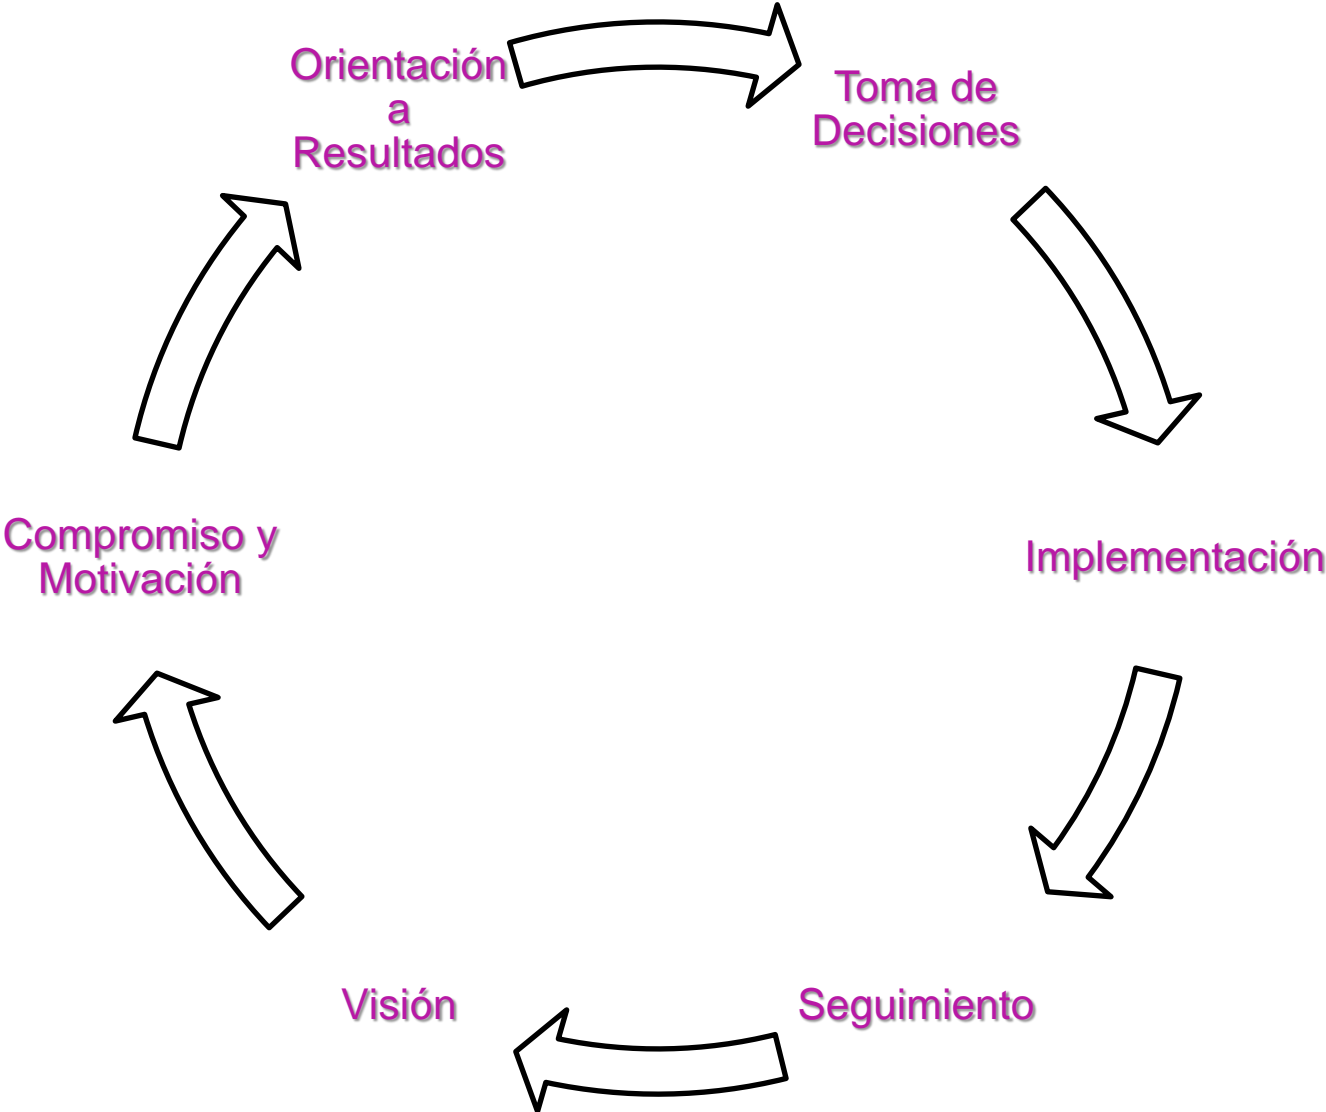 Orientación
a
Resultados
Toma de
Decisiones
Implementación
Seguimiento
Visión
Compromiso y
Motivación